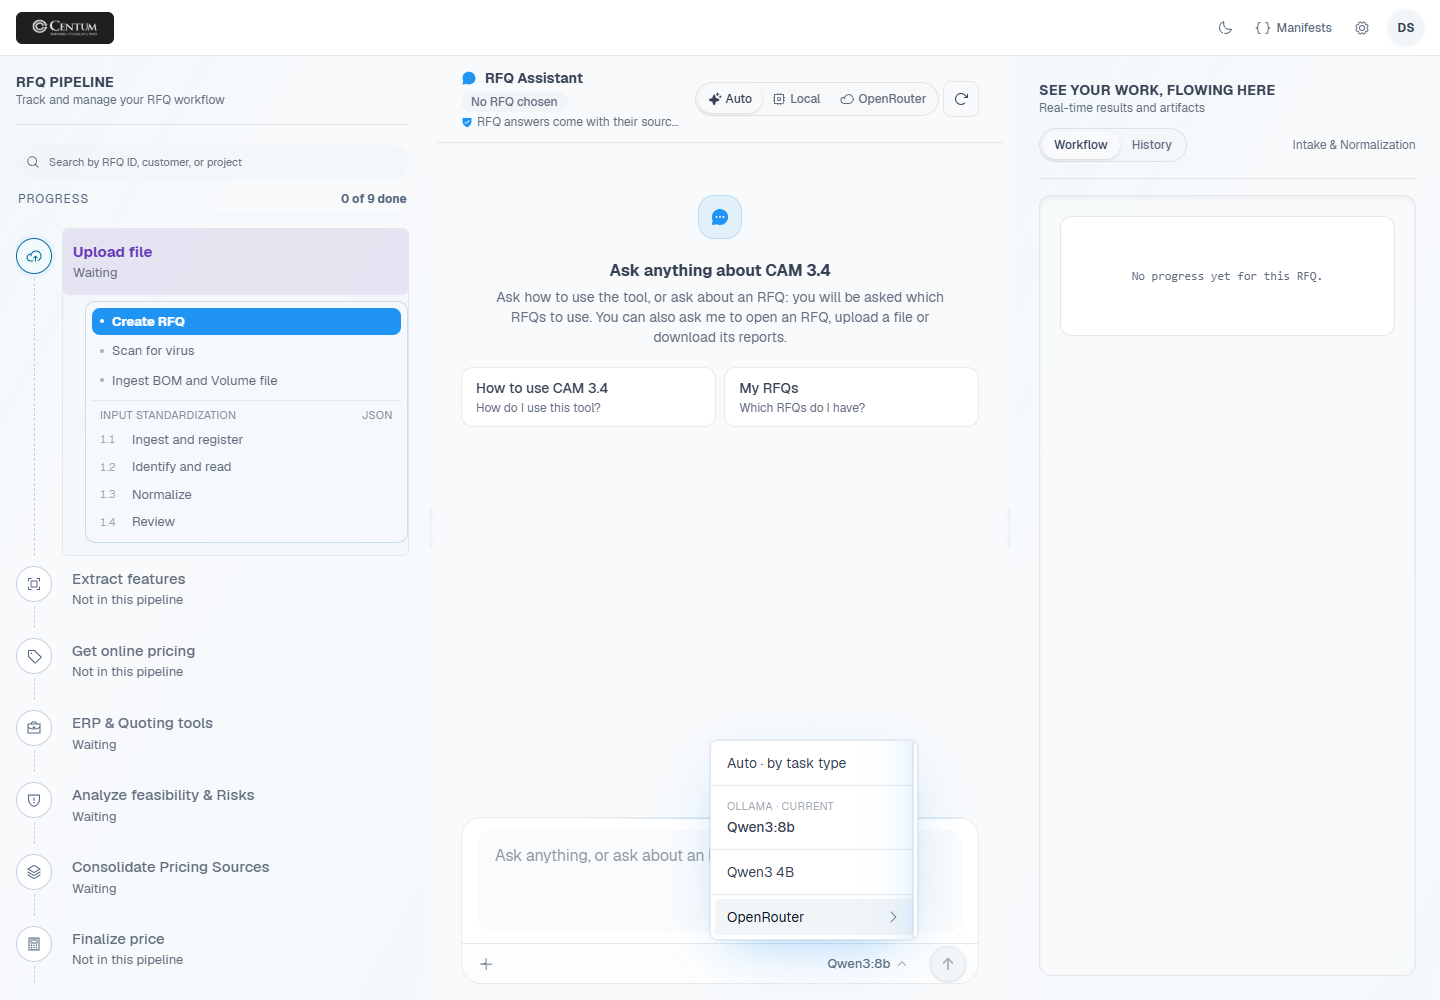 CENTUM
Manifests
DS
RFQ PIPELINE
Track and manage your RFQ workflow
Search by RFQ ID, customer, or project
PROGRESS
0 of 9 done
Upload file
Waiting
Create RFQ
Scan for virus
Ingest BOM and Volume file
INPUT STANDARDIZATION
JSON
1.1 Ingest and register
1.2 Identify and read
1.3 Normalize
1.4 Review
Extract features
Not in this pipeline
Get online pricing
Not in this pipeline
ERP & Quoting tools
Waiting
Analyze feasibility & Risks
Waiting
Consolidate Pricing Sources
Waiting
Finalize price
Not in this pipeline
RFQ Assistant
No RFQ chosen
RFQ answers come with their sourc...
Auto
Local
OpenRouter
Ask anything about CAM 3.4
Ask how to use the tool, or ask about an RFQ: you will be asked which
RFQs to use. You can also ask me to open an RFQ, upload a file or
download its reports.
How to use CAM 3.4
How do I use this tool?
My RFQs
Which RFQs do I have?
Ask anything, or ask about an
Auto · by task type
OLLAMA · CURRENT
Qwen3:8b
Qwen3 4B
OpenRouter
Qwen3:8b
SEE YOUR WORK, FLOWING HERE
Real-time results and artifacts
Workflow
History
Intake & Normalization
No progress yet for this RFQ.